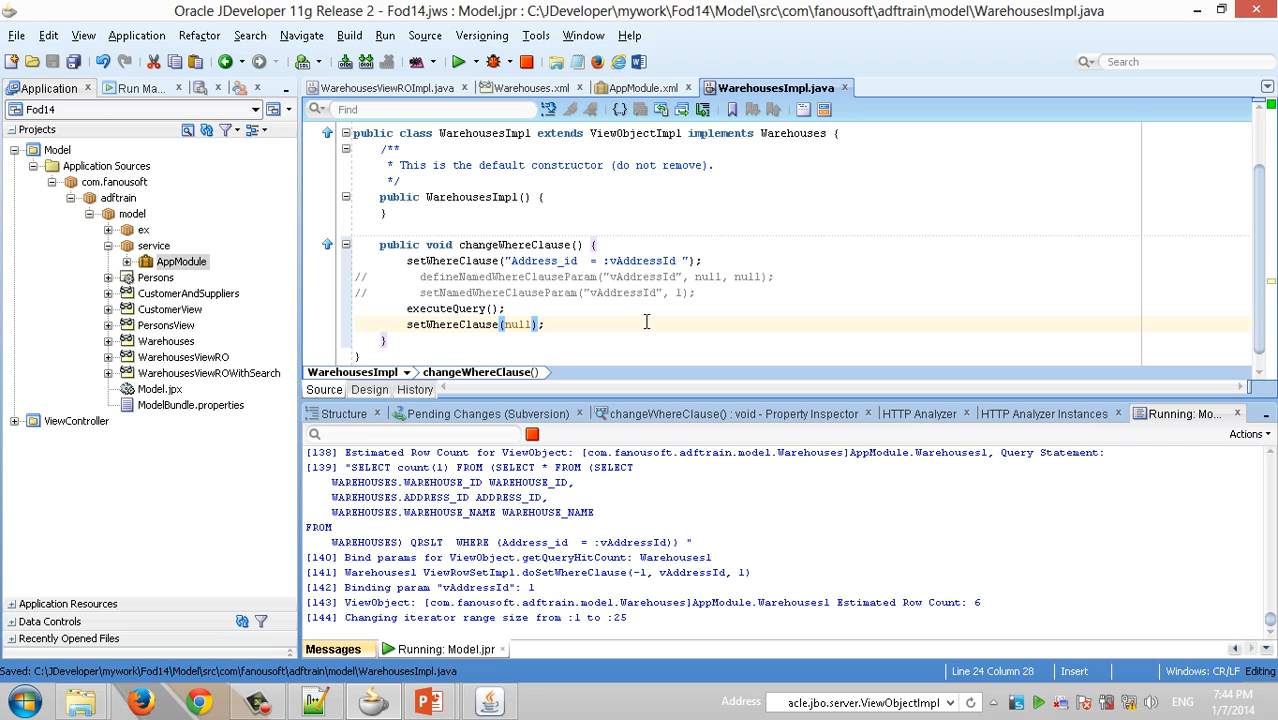 Oracle JDeveloper 11g Release 2 - Fod14.jws : Model.jpr : C:\JDeveloper\mywork\Fod14\Model\src\com\fanousoft\adftrain\model\WarehousesImpl.java
File Edit View Application Refactor Search Navigate Build Run Source Versioning Tools Window Help
Search
Application Run Ma...
WarehousesViewROImpl.java Warehouses.xml AppModule.xml WarehousesImpl.java
Fod14
Find
Projects
Model
Application Sources
com.fanousoft
adftrain
model
ex
service
AppModule
Persons
CustomerAndSuppliers
CustomerView
PersonsView
Warehouses
WarehousesViewRO
WarehousesViewROWithSearch
Model.jpx
ModelBundle.properties
ViewController
Application Resources
Data Controls
Recently Opened Files
public class WarehousesImpl extends ViewObjectImpl implements Warehouses {
/**
* This is the default constructor (do not remove).
*/
public WarehousesImpl() {
}
public void changeWhereClause() {
setWhereClause("Address_id = :vAddressId ");
// defineNamedWhereClauseParam("vAddressId", null, null);
// setNamedWhereClauseParam("vAddressId", 1);
executeQuery();
setWhereClause(null);
}
}
WarehousesImpl changeWhereClause()
Source Design History
Structure Pending Changes (Subversion) changeWhereClause() : void - Property Inspector HTTP Analyzer HTTP Analyzer Instances Running: Mo...
Actions
[138] Estimated Row Count for ViewObject: [com.fanousoft.adftrain.model.Warehouses]AppModule.Warehouses1, Query Statement:
[139] "SELECT count(1) FROM (SELECT * FROM (SELECT
WAREHOUSES.WAREHOUSE_ID WAREHOUSE_ID,
WAREHOUSES.ADDRESS_ID ADDRESS_ID,
WAREHOUSES.WAREHOUSE_NAME WAREHOUSE_NAME
FROM
WAREHOUSES) QRSLT WHERE (Address_id = :vAddressId)) "
[140] Bind params for ViewObject.getQueryHitCount: Warehouses1
[141] Warehouses1 ViewRowSetImpl.doSetWhereClause(-1, vAddressId, 1)
[142] Binding param "vAddressId": 1
[143] ViewObject: [com.fanousoft.adftrain.model.Warehouses]AppModule.Warehouses1 Estimated Row Count: 6
[144] Changing iterator range size from :1 to :25
Messages Running: Model.jpr
Saved: C:\JDeveloper\mywork\Fod14\Model\src\com\fanousoft\adftrain\model\WarehousesImpl.java
Line 24 Column 28 Insert Windows: CR/LF Editing
Address acle.jbo.server.ViewObjectImpl ENG
7:44 PM
1/7/2014